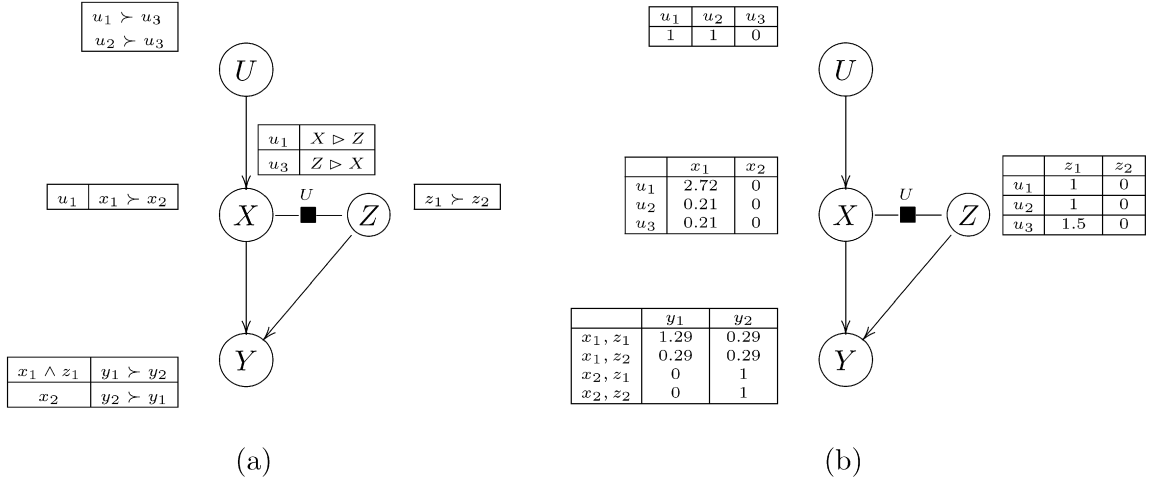 u₁ ≻ u₃
u₂ ≻ u₃
U
u₁ X ▷ Z
u₃ Z ▷ X
u₁ x₁ ≻ x₂
X
U
Z
z₁ ≻ z₂
Y
x₁ ∧ z₁ y₁ ≻ y₂
x₂ y₂ ≻ y₁
(a)
u₁ u₂ u₃
1 1 0
U
x₁ x₂
u₁ 2.72 0
u₂ 0.21 0
u₃ 0.21 0
X
U
Z
z₁ z₂
u₁ 1 0
u₂ 1 0
u₃ 1.5 0
y₁ y₂
x₁, z₁ 1.29 0.29
x₁, z₂ 0.29 0.29
x₂, z₁ 0 1
x₂, z₂ 0 1
Y
(b)